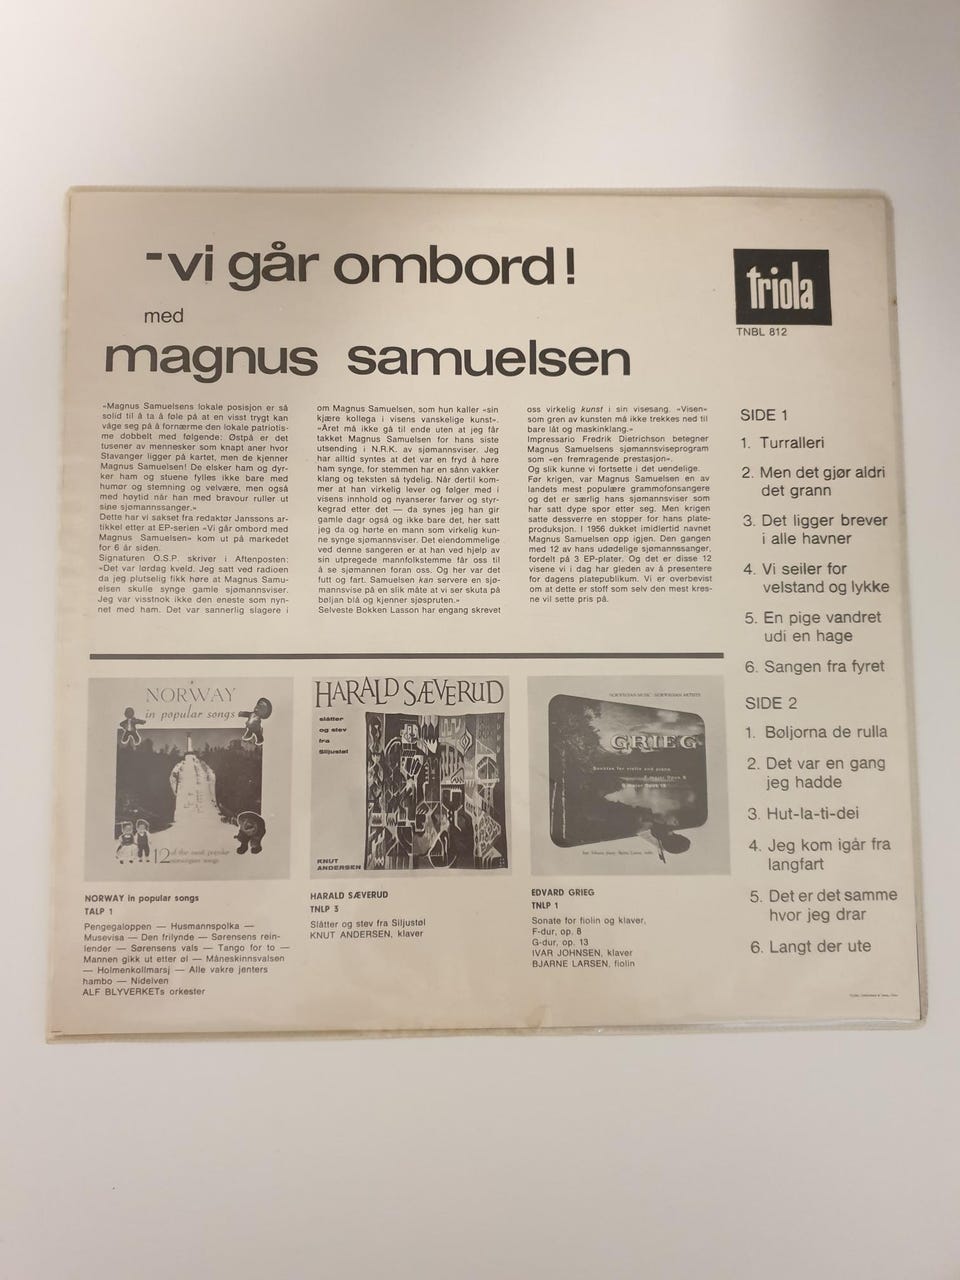 -vi går ombord!
med
magnus samuelsen
triola
TNBL 812
«Magnus Samuelsens lokale posisjon er så
solid til å ta å føle på at en visst trygt kan
våge seg på å fornærme den lokale patriotis-
me dobbelt med følgende: Østpå er det
tusener av mennesker som knapt aner hvor
Stavanger ligger på kartet, men de kjenner
Magnus Samuelsen! De elsker ham og dyr-
ker ham og stuene fylles ikke bare med
humor og stemning og velvære, men også
med høytid når han med bravour ruller ut
sine sjømannssanger.»
Dette har vi sakset fra redaktør Janssons ar-
tikkel etter at EP-serien «Vi går ombord med
Magnus Samuelsen» kom ut på markedet
for 6 år siden.
Signaturen O.S.P. skriver i Aftenposten:
«Det var lørdag kveld. Jeg satt ved radioen
da jeg plutselig fikk høre at Magnus Samu-
elsen skulle synge gamle sjømannsviser.
Jeg var visstnok ikke den eneste som nyn-
net med ham. Det var sannerlig slagere i
om Magnus Samuelsen, som hun kaller «sin
kjære kollega i visens vanskelige kunst».
«Året må ikke gå til ende uten at jeg får
takket Magnus Samuelsen for hans siste
utsending i N.R.K. av sjømannsviser. Jeg
har alltid syntes at det var en fryd å høre
ham synge, for stemmen har en sånn vakker
klang og teksten så tydelig. Når dertil kom-
mer at han virkelig lever og følger med i
visens innhold og nyanserer farver og styr-
kegrad etter det — da synes jeg han gir
gamle dagr også og ikke bare det, her satt
jeg da og hørte en mann som virkelig kun-
ne synge sjømannsviser. Det eiendommelige
ved denne sangeren er at han ved hjelp av
sin utpregede mannfolkstemme får oss til
å se sjømannen foran oss. Og her var det
futt og fart. Samuelsen kan servere en sjø-
mannsvise på en slik måte at vi ser skuta på
bøljan blå og kjenner sjøspruten.»
Selveste Bokken Lasson har engang skrevet
oss virkelig kunst i sin visesang. «Visen»
som gren av kunsten må ikke trekkes ned til
bare låt og maskinklang.»
Impressario Fredrik Dietrichson betegner
Magnus Samuelsens sjømannsviseprogram
som «en fremragende prestasjon».
Og slik kunne vi fortsette i det uendelige.
Før krigen, var Magnus Samuelsen en av
landets mest populære grammofonsangere
og det er særlig hans sjømannsviser som
har satt dype spor etter seg. Men krigen
satte dessverre en stopper for hans plate-
produksjon. I 1956 dukket imidlertid navnet
Magnus Samuelsen opp igjen. Den gangen
med 12 av hans udødelige sjømannssanger,
fordelt på 3 EP-plater. Og det er disse 12
visene vi i dag har gleden av å presentere
for dagens platepublikum. Vi er overbevist
om at dette er stoff som selv den mest kres-
ne vil sette pris på.
SIDE 1
1. Turralleri
2. Men det gjør aldri
det grann
3. Det ligger brever
i alle havner
4. Vi seiler for
velstand og lykke
5. En pige vandret
udi en hage
6. Sangen fra fyret
SIDE 2
1. Bøljorna de rulla
2. Det var en gang
jeg hadde
3. Hut-la-ti-dei
4. Jeg kom igår fra
langfart
5. Det er det samme
hvor jeg drar
6. Langt der ute
NORWAY
in popular songs
12 of the most popular
norwegian songs
HARALD SÆVERUD
slåtter
og stev
fra
Siljustøl
KNUT
ANDERSEN
NORWEGIAN MUSIC · NORWEGIAN ARTISTS
GRIEG
Sonatas for violin and piano
F major Opus 8
G major Opus 13
NORWAY in popular songs
TALP 1
Pengegaloppen — Husmannspolka —
Musevisa — Den frilynde — Sørensens rein-
lender — Sørensens vals — Tango for to —
Mannen gikk ut etter øl — Måneskinnsvalsen
— Holmenkollmarsj — Alle vakre jenters
hambo — Nidelven
ALF BLYVERKETs orkester
HARALD SÆVERUD
TNLP 3
Slåtter og stev fra Siljustøl
KNUT ANDERSEN, klaver
EDVARD GRIEG
TNLP 1
Sonate for fiolin og klaver,
F-dur, op. 8
G-dur, op. 13
IVAR JOHNSEN, klaver
BJARNE LARSEN, fiolin